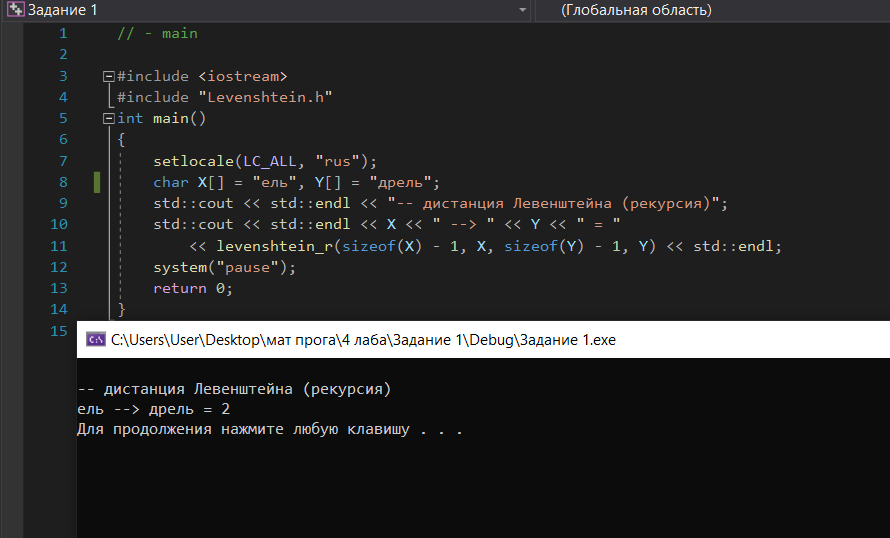 Задание 1 (Глобальная область)
1 // - main
2
3 #include <iostream>
4 #include "Levenshtein.h"
5 int main()
6 {
7 setlocale(LC_ALL, "rus");
8 char X[] = "ель", Y[] = "дрель";
9 std::cout << std::endl << "-- дистанция Левенштейна (рекурсия)";
10 std::cout << std::endl << X << " --> " << Y << " = "
11 << levenshtein_r(sizeof(X) - 1, X, sizeof(Y) - 1, Y) << std::endl;
12 system("pause");
13 return 0;
14 }
15
C:\Users\User\Desktop\мат прога\4 лаба\Задание 1\Debug\Задание 1.exe
-- дистанция Левенштейна (рекурсия)
ель --> дрель = 2
Для продолжения нажмите любую клавишу . . .